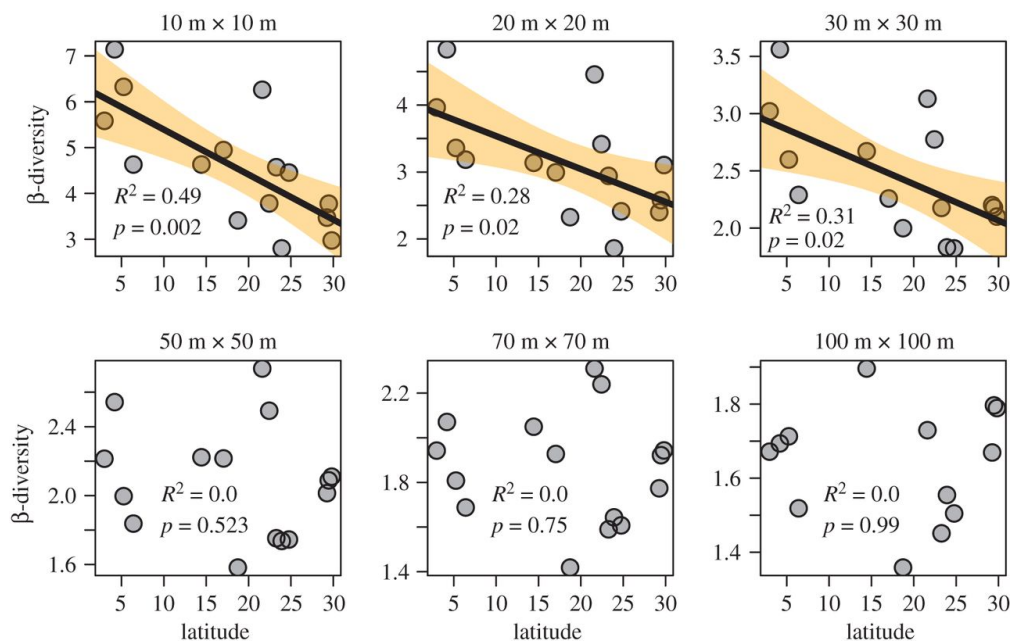 10 m × 10 m
20 m × 20 m
30 m × 30 m
β-diversity
7
6
5
4
3
R² = 0.49
p = 0.002
5 10 15 20 25 30
4
3
2
R² = 0.28
p = 0.02
5 10 15 20 25 30
3.5
3.0
2.5
2.0
R² = 0.31
p = 0.02
5 10 15 20 25 30
50 m × 50 m
70 m × 70 m
100 m × 100 m
β-diversity
2.4
2.0
1.6
R² = 0.0
p = 0.523
5 10 15 20 25 30
latitude
2.2
1.8
1.4
R² = 0.0
p = 0.75
5 10 15 20 25 30
latitude
1.8
1.6
1.4
R² = 0.0
p = 0.99
5 10 15 20 25 30
latitude